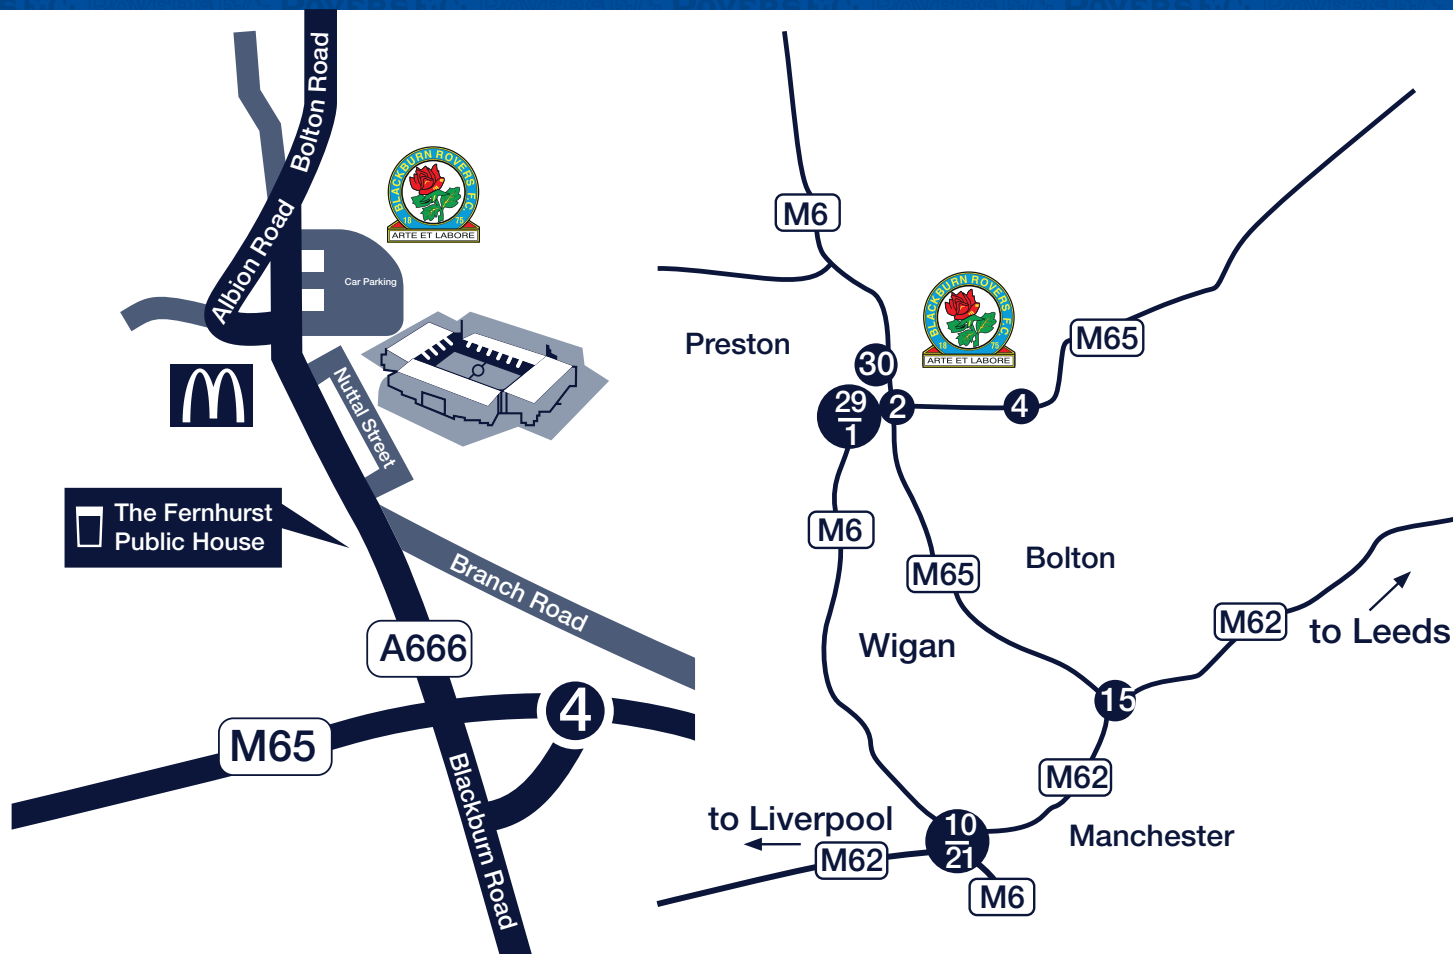 Bolton Road
Albion Road
BLACKBURN ROVERS F.C.
18 75
ARTE ET LABORE
Car Parking
Nuttal Street
The Fernhurst
Public House
Branch Road
A666
4
M65
Blackburn Road
M6
BLACKBURN ROVERS F.C.
18 75
ARTE ET LABORE
Preston
M65
30
29
1
2
4
M6
M65
Bolton
Wigan
M62
to Leeds
15
M62
to Liverpool
10
21
Manchester
M62
M6